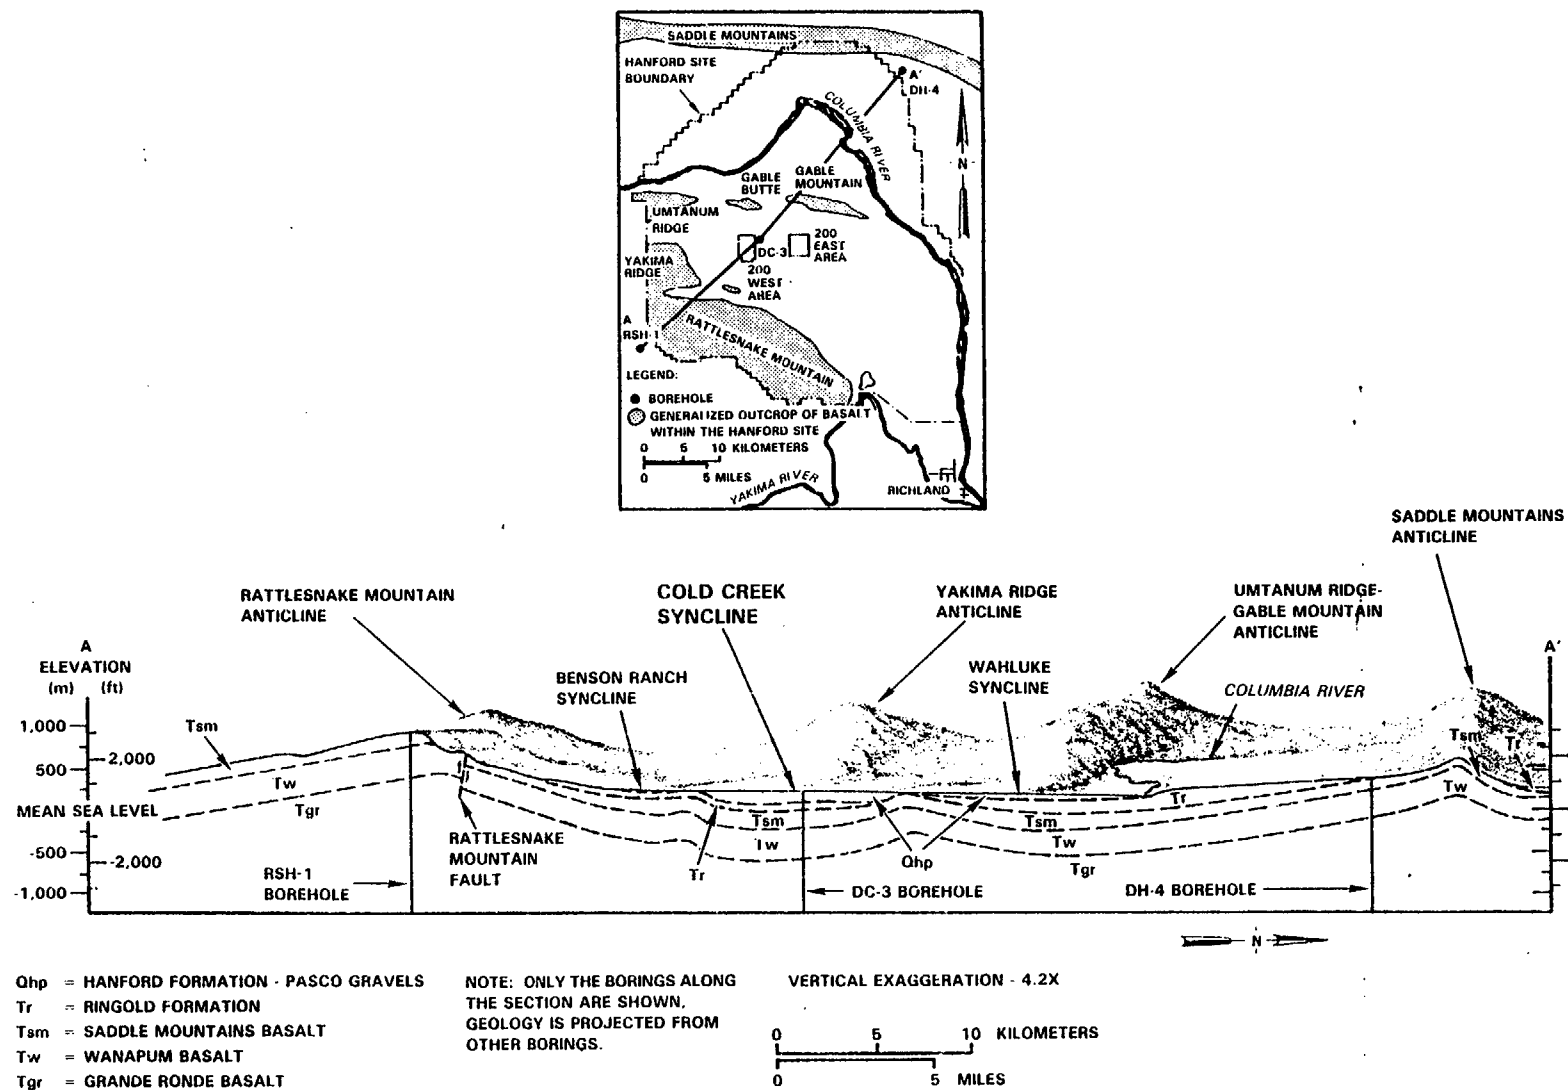 SADDLE MOUNTAINS
HANFORD SITE
BOUNDARY
A'
DH-4
COLUMBIA RIVER
N
GABLE
BUTTE
GABLE
MOUNTAIN
UMTANUM
RIDGE
DC-3
200
EAST
AREA
YAKIMA
RIDGE
200
WEST
AREA
A
RSH-1
RATTLESNAKE MOUNTAIN
LEGEND:
BOREHOLE
GENERALIZED OUTCROP OF BASALT
WITHIN THE HANFORD SITE
0 5 10 KILOMETERS
0 5 MILES
YAKIMA RIVER
RICHLAND
SADDLE MOUNTAINS
ANTICLINE
RATTLESNAKE MOUNTAIN
ANTICLINE
COLD CREEK
SYNCLINE
YAKIMA RIDGE
ANTICLINE
UMTANUM RIDGE-
GABLE MOUNTAIN
ANTICLINE
A
ELEVATION
(m) (ft)
A'
BENSON RANCH
SYNCLINE
WAHLUKE
SYNCLINE
COLUMBIA RIVER
1,000
Tsm
2,000
500
Tw
MEAN SEA LEVEL
Tgr
-500
-2,000
-1,000
RSH-1
BOREHOLE
RATTLESNAKE
MOUNTAIN
FAULT
Tr
Tsm
Tw
Qhp
DC-3 BOREHOLE
Tr
Tsm
Tw
Tgr
DH-4 BOREHOLE
Tsm
Tr
Tw
N
Qhp = HANFORD FORMATION - PASCO GRAVELS
Tr = RINGOLD FORMATION
Tsm = SADDLE MOUNTAINS BASALT
Tw = WANAPUM BASALT
Tgr = GRANDE RONDE BASALT
NOTE: ONLY THE BORINGS ALONG
THE SECTION ARE SHOWN,
GEOLOGY IS PROJECTED FROM
OTHER BORINGS.
VERTICAL EXAGGERATION - 4.2X
0 5 10 KILOMETERS
0 5 MILES